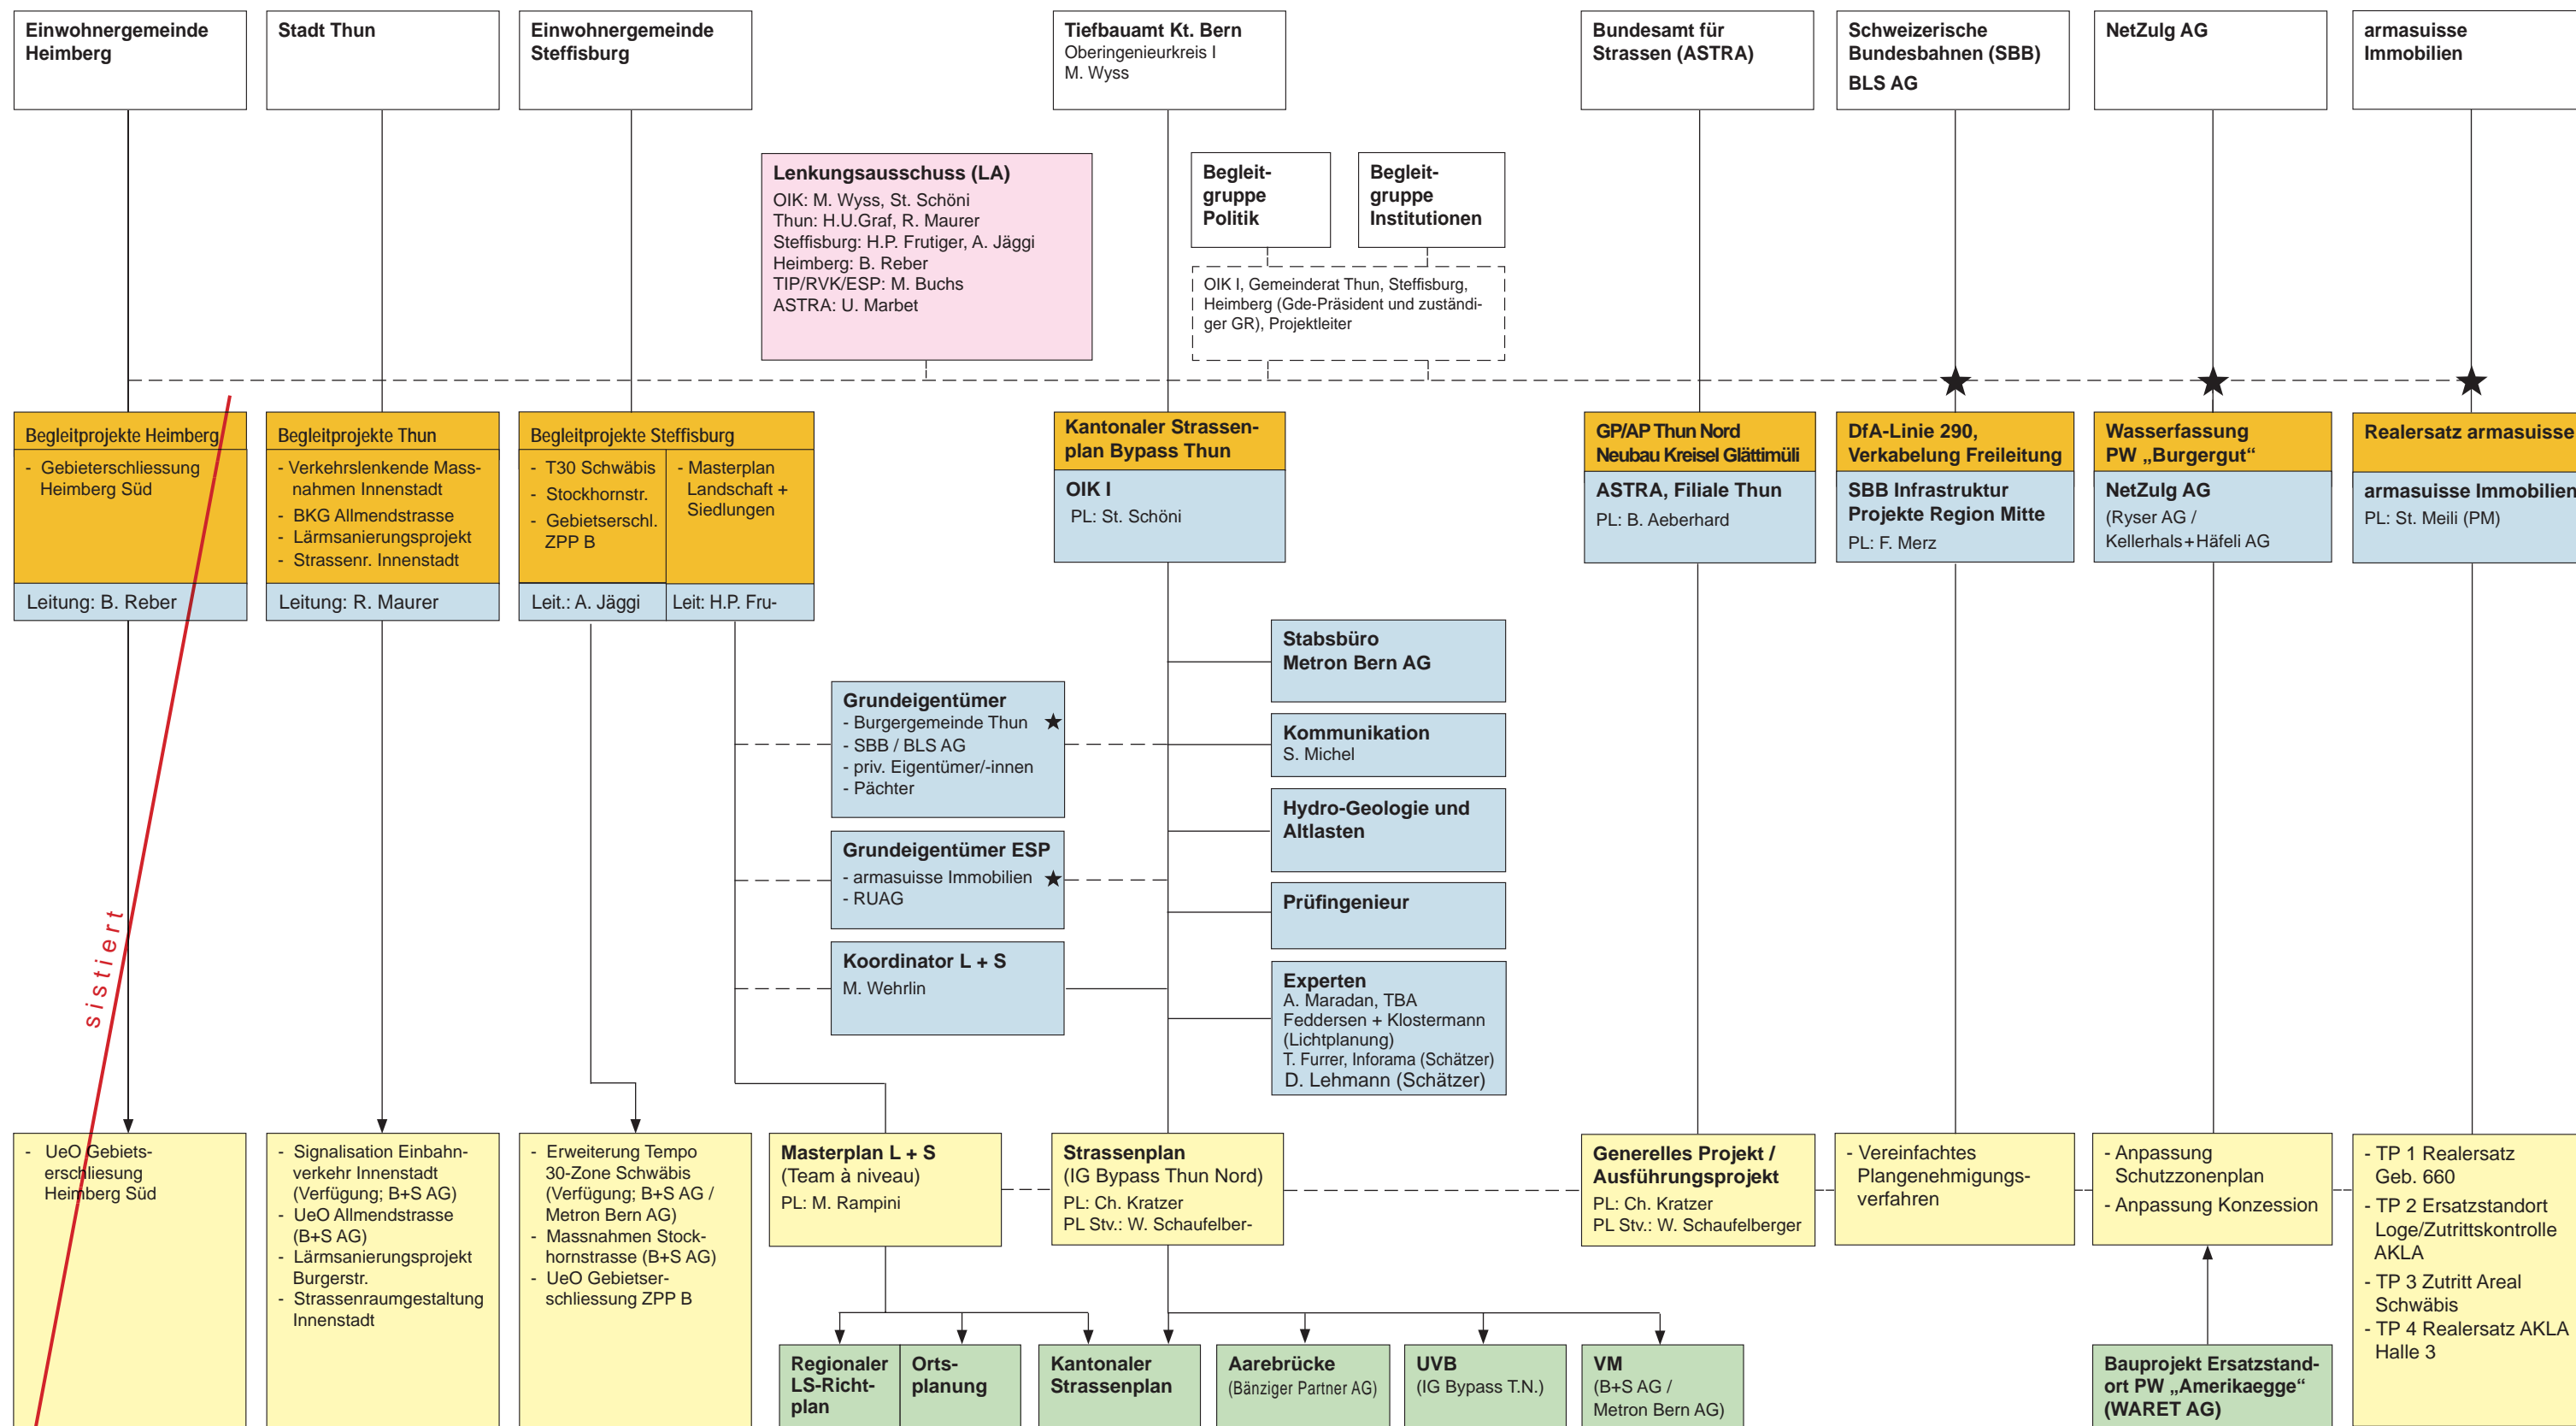 Einwohnergemeinde
Heimberg
Stadt Thun
Einwohnergemeinde
Steffisburg
Tiefbauamt Kt. Bern
Oberingenieurkreis I
M. Wyss
Bundesamt für
Strassen (ASTRA)
Schweizerische
Bundesbahnen (SBB)
BLS AG
NetZulg AG
armasuisse
Immobilien
Lenkungsausschuss (LA)
OIK: M. Wyss, St. Schöni
Thun: H.U.Graf, R. Maurer
Steffisburg: H.P. Frutiger, A. Jäggi
Heimberg: B. Reber
TIP/RVK/ESP: M. Buchs
ASTRA: U. Marbet
Begleit-
gruppe
Politik
Begleit-
gruppe
Institutionen
OIK I, Gemeinderat Thun, Steffisburg,
Heimberg (Gde-Präsident und zuständi-
ger GR), Projektleiter
Begleitprojekte Heimberg
- Gebieterschliessung
Heimberg Süd
Leitung: B. Reber
Begleitprojekte Thun
- Verkehrslenkende Mass-
nahmen Innenstadt
- BKG Allmendstrasse
- Lärmsanierungsprojekt
- Strassenr. Innenstadt
Leitung: R. Maurer
Begleitprojekte Steffisburg
- T30 Schwäbis
- Stockhornstr.
- Gebietserschl.
ZPP B
Leit.: A. Jäggi
- Masterplan
Landschaft +
Siedlungen
Leit: H.P. Fru-
Kantonaler Strassen-
plan Bypass Thun
OIK I
PL: St. Schöni
GP/AP Thun Nord
Neubau Kreisel Glättimüli
ASTRA, Filiale Thun
PL: B. Aeberhard
DfA-Linie 290,
Verkabelung Freileitung
SBB Infrastruktur
Projekte Region Mitte
PL: F. Merz
Wasserfassung
PW „Burgergut“
NetZulg AG
(Ryser AG /
Kellerhals+Häfeli AG
Realersatz armasuisse
armasuisse Immobilien
PL: St. Meili (PM)
Stabsbüro
Metron Bern AG
Grundeigentümer
- Burgergemeinde Thun ★
- SBB / BLS AG
- priv. Eigentümer/-innen
- Pächter
Kommunikation
S. Michel
Hydro-Geologie und
Altlasten
Grundeigentümer ESP
- armasuisse Immobilien ★
- RUAG
Prüfingenieur
Koordinator L + S
M. Wehrlin
Experten
A. Maradan, TBA
Feddersen + Klostermann
(Lichtplanung)
T. Furrer, Inforama (Schätzer)
D. Lehmann (Schätzer)
sistiert
- UeO Gebiets-
erschliesung
Heimberg Süd
- Signalisation Einbahn-
verkehr Innenstadt
(Verfügung; B+S AG)
- UeO Allmendstrasse
(B+S AG)
- Lärmsanierungsprojekt
Burgerstr.
- Strassenraumgestaltung
Innenstadt
- Erweiterung Tempo
30-Zone Schwäbis
(Verfügung; B+S AG /
Metron Bern AG)
- Massnahmen Stock-
hornstrasse (B+S AG)
- UeO Gebietser-
schliessung ZPP B
Masterplan L + S
(Team à niveau)
PL: M. Rampini
Strassenplan
(IG Bypass Thun Nord)
PL: Ch. Kratzer
PL Stv.: W. Schaufelber-
Generelles Projekt /
Ausführungsprojekt
PL: Ch. Kratzer
PL Stv.: W. Schaufelberger
- Vereinfachtes
Plangenehmigungs-
verfahren
- Anpassung
Schutzzonenplan
- Anpassung Konzession
- TP 1 Realersatz
Geb. 660
- TP 2 Ersatzstandort
Loge/Zutrittskontrolle
AKLA
- TP 3 Zutritt Areal
Schwäbis
- TP 4 Realersatz AKLA
Halle 3
Regionaler
LS-Richt-
plan
Orts-
planung
Kantonaler
Strassenplan
Aarebrücke
(Bänziger Partner AG)
UVB
(IG Bypass T.N.)
VM
(B+S AG /
Metron Bern AG)
Bauprojekt Ersatzstand-
ort PW „Amerikaegge“
(WARET AG)